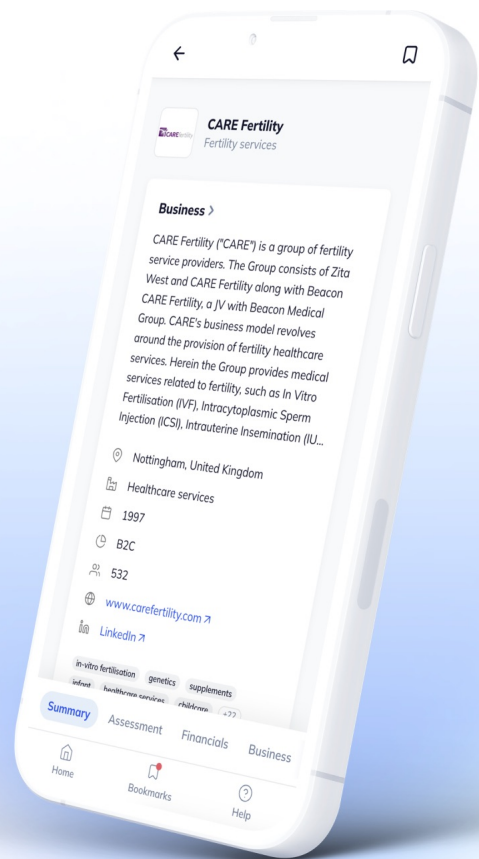 CARE Fertility
Fertility services
CARE fertility
Business >
CARE Fertility ("CARE") is a group of fertility
service providers. The Group consists of Zita
West and CARE Fertility along with Beacon
CARE Fertility, a JV with Beacon Medical
Group. CARE's business model revolves
around the provision of fertility healthcare
services. Herein the Group provides medical
services related to fertility, such as In Vitro
Fertilisation (IVF), Intracytoplasmic Sperm
Injection (ICSI), Intrauterine Insemination (IU...
Nottingham, United Kingdom
Healthcare services
1997
B2C
532
www.carefertility.com ↗
LinkedIn ↗
in-vitro fertilisation genetics supplements
infant healthcare services childcare +22
Summary Assessment Financials Business
Home Bookmarks Help